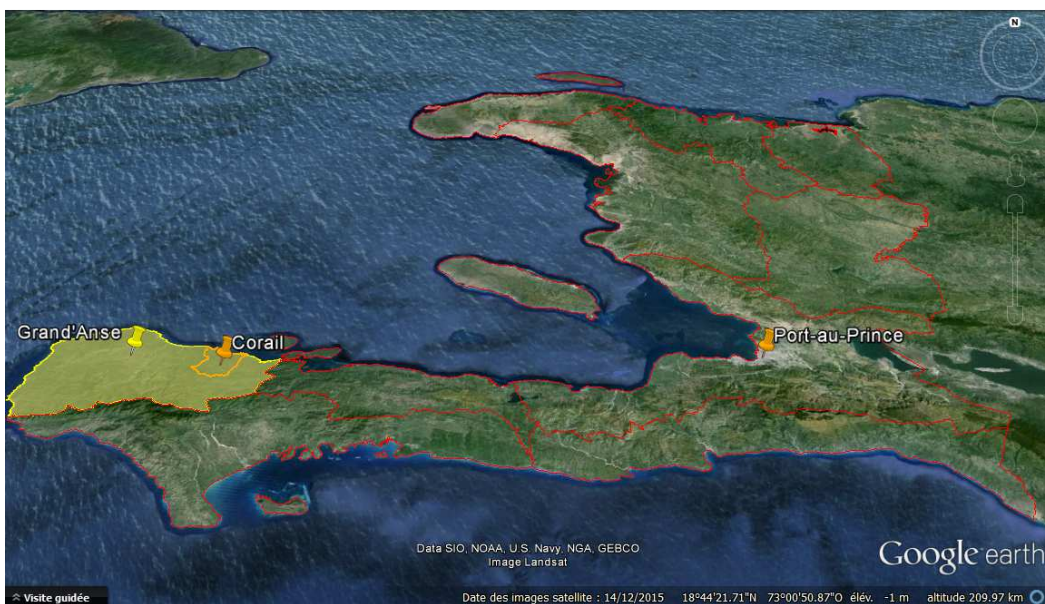 N
Grand'Anse
Corail
Port-au-Prince
Data SIO, NOAA, U.S. Navy, NGA, GEBCO
Image Landsat
Google earth
Visite guidée
Date des images satellite : 14/12/2015 18°44'21.71"N 73°00'50.87"O élév. -1 m altitude 209.97 km